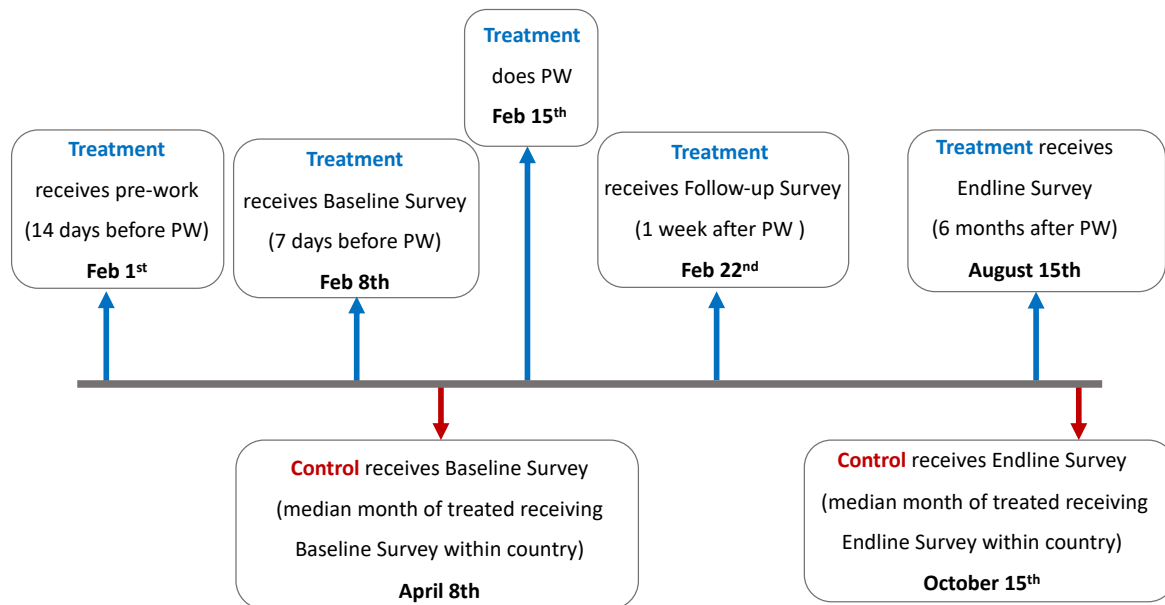 Treatment
does PW
Feb 15th
Treatment
receives pre-work
(14 days before PW)
Feb 1st
Treatment
receives Baseline Survey
(7 days before PW)
Feb 8th
Treatment
receives Follow-up Survey
(1 week after PW )
Feb 22nd
Treatment receives
Endline Survey
(6 months after PW)
August 15th
Control receives Baseline Survey
(median month of treated receiving
Baseline Survey within country)
April 8th
Control receives Endline Survey
(median month of treated receiving
Endline Survey within country)
October 15th